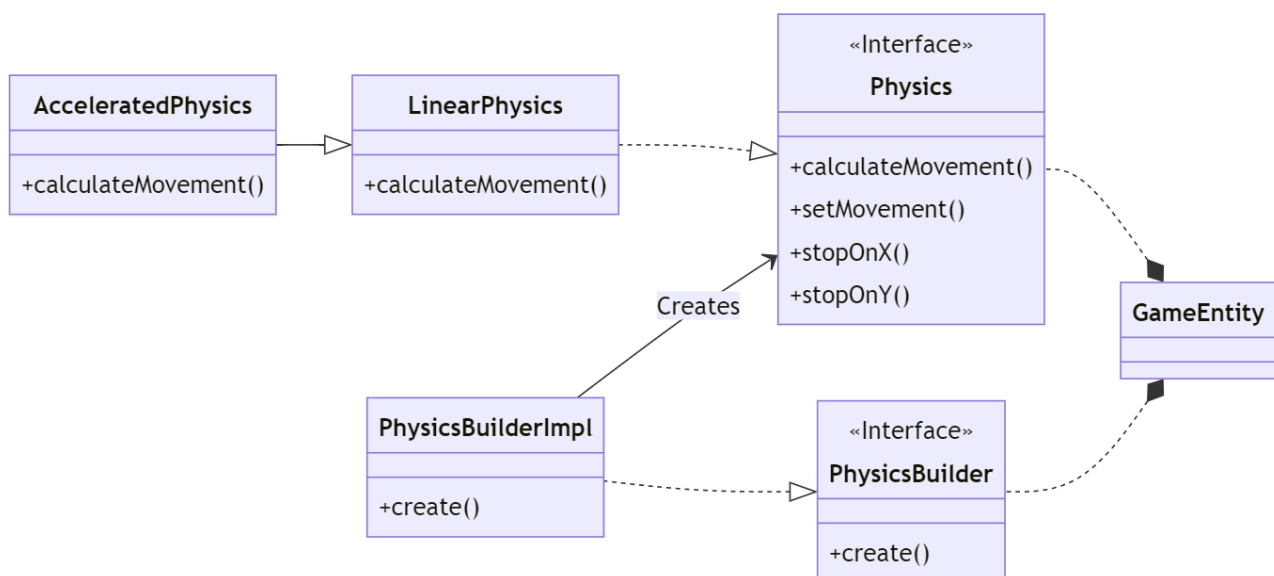 AcceleratedPhysics
+calculateMovement()
LinearPhysics
+calculateMovement()
«Interface»
Physics
+calculateMovement()
+setMovement()
+stopOnX()
+stopOnY()
Creates
GameEntity
PhysicsBuilderImpl
+create()
«Interface»
PhysicsBuilder
+create()